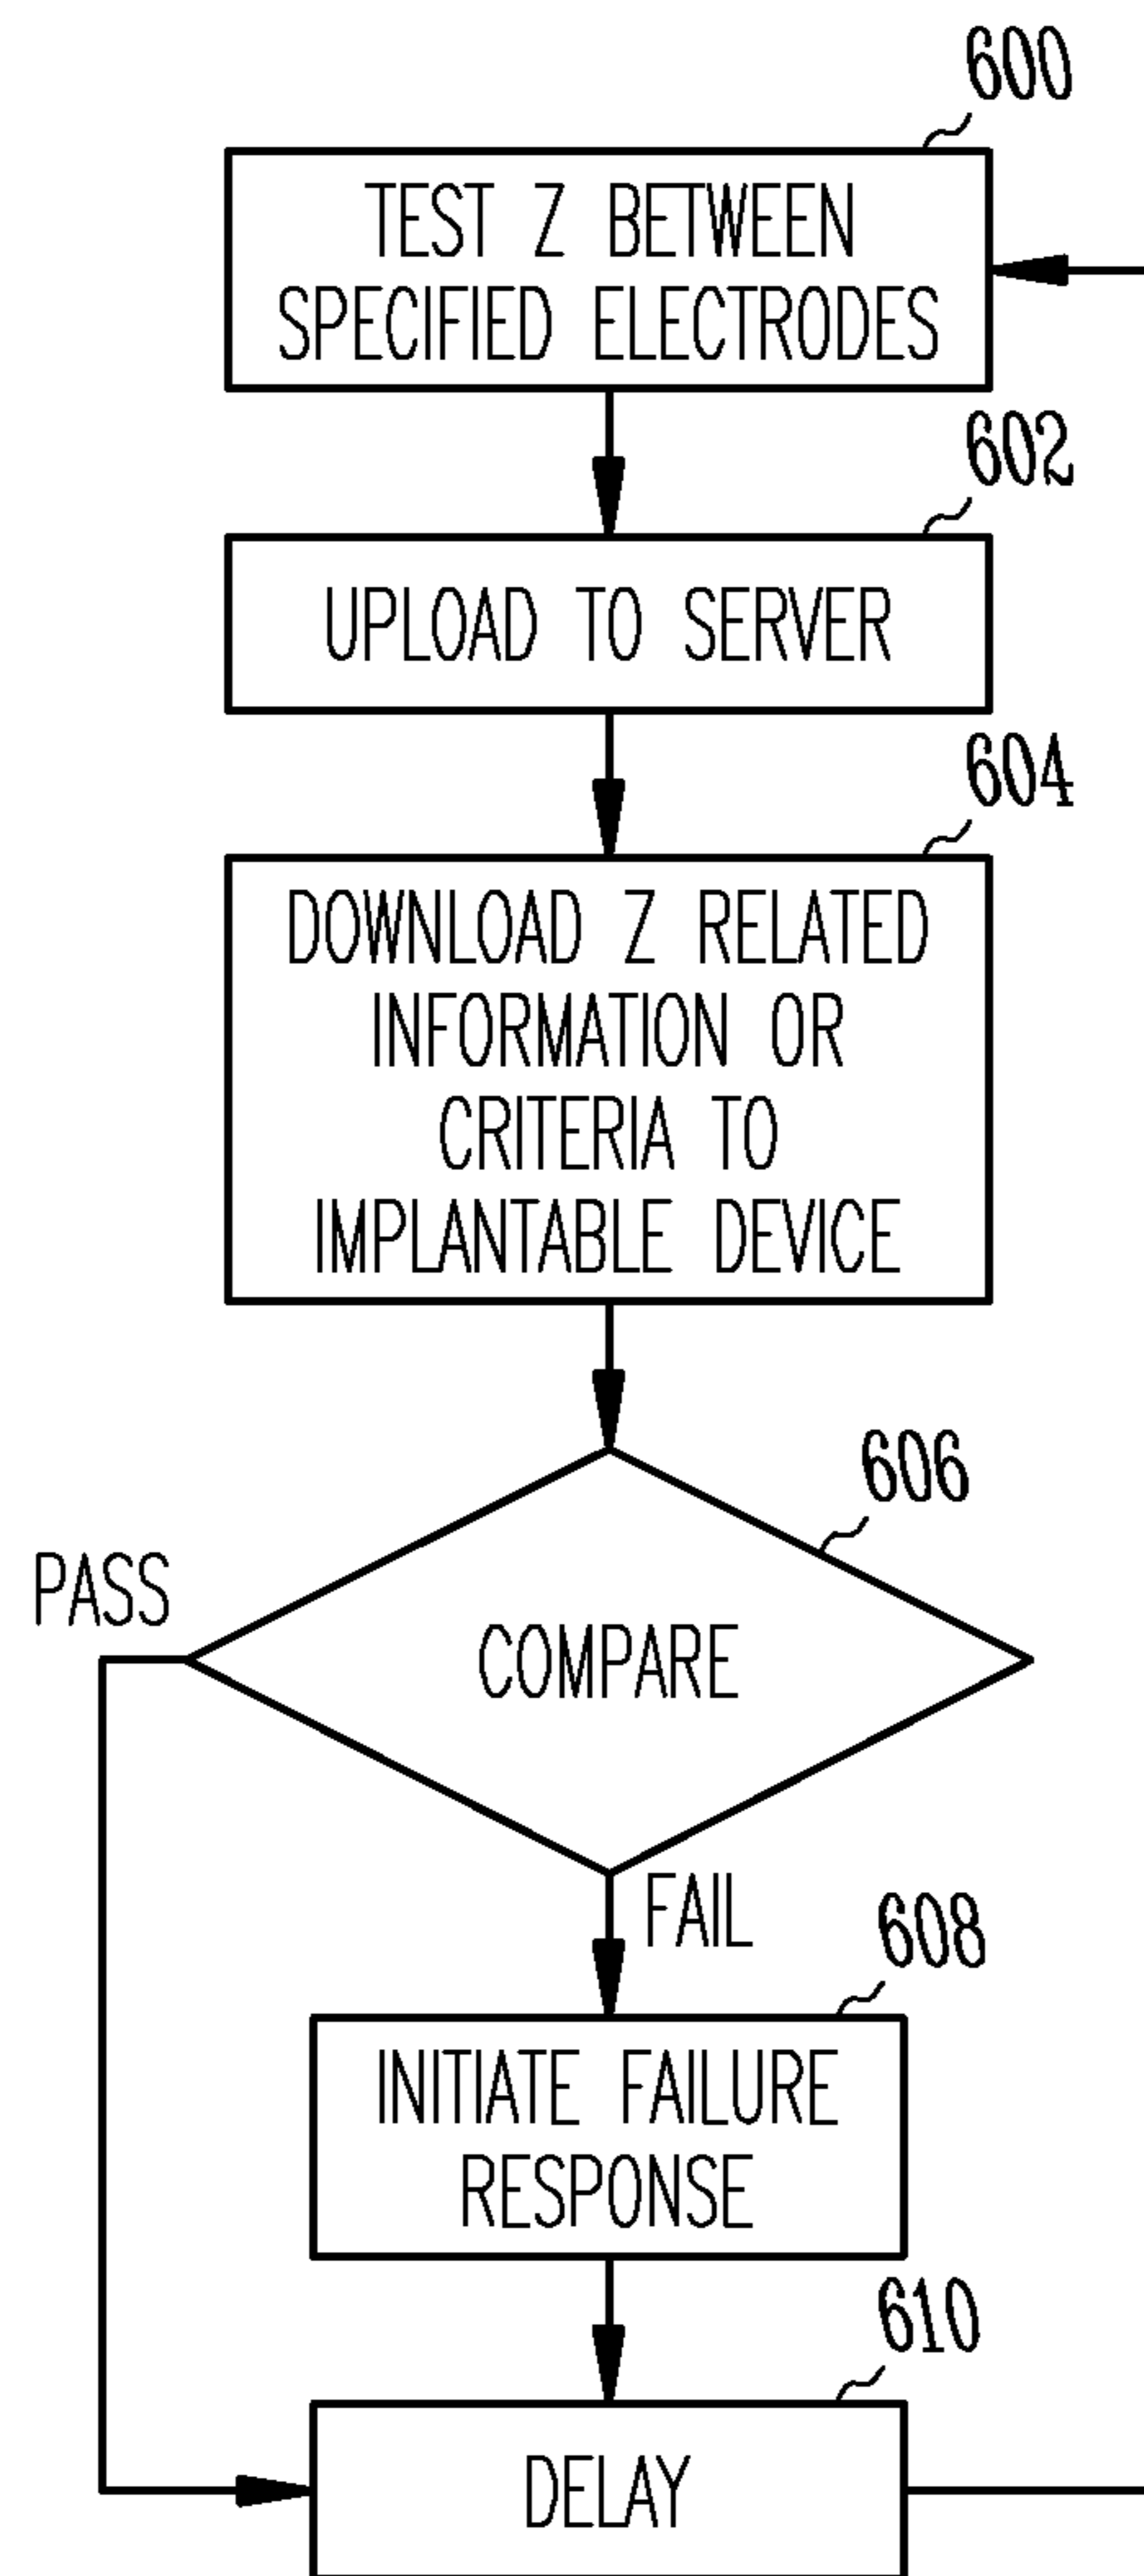 600
TEST Z BETWEEN
SPECIFIED ELECTRODES
602
UPLOAD TO SERVER
604
DOWNLOAD Z RELATED
INFORMATION OR
CRITERIA TO
IMPLANTABLE DEVICE
606
PASS
COMPARE
FAIL
608
INITIATE FAILURE
RESPONSE
610
DELAY